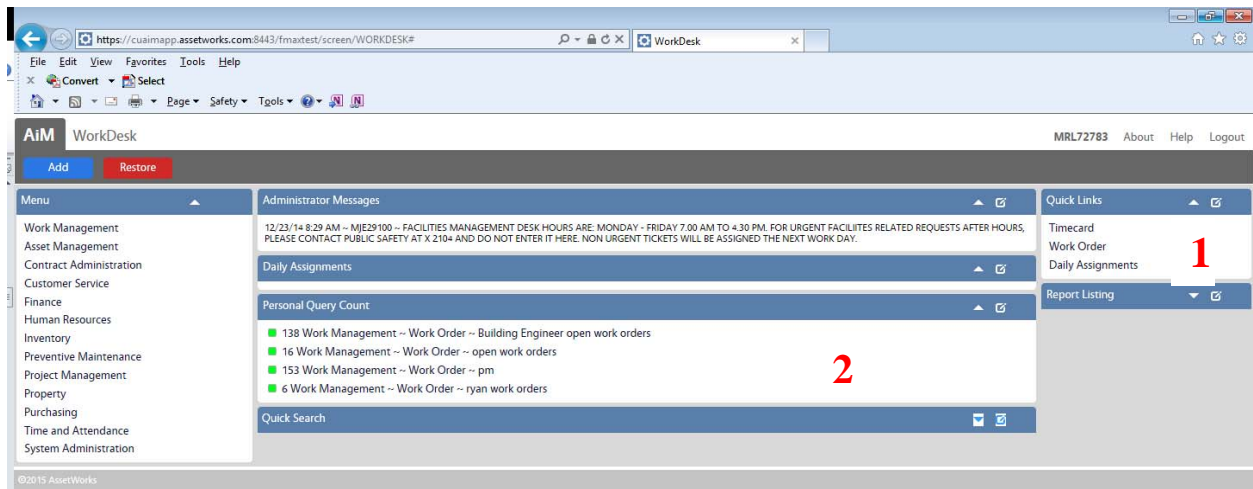 https://cuaimapp.assetworks.com:8443/fmaxtest/screen/WORKDESK#
WorkDesk
File Edit View Favorites Tools Help
Convert Select
Page Safety Tools
AiM WorkDesk
MRL72783 About Help Logout
Add Restore
Menu
Work Management
Asset Management
Contract Administration
Customer Service
Finance
Human Resources
Inventory
Preventive Maintenance
Project Management
Property
Purchasing
Time and Attendance
System Administration
Administrator Messages
12/23/14 8:29 AM ~ MJE29100 ~ FACILITIES MANAGEMENT DESK HOURS ARE: MONDAY - FRIDAY 7.00 AM TO 4.30 PM. FOR URGENT FACILIITES RELATED REQUESTS AFTER HOURS,
PLEASE CONTACT PUBLIC SAFETY AT X 2104 AND DO NOT ENTER IT HERE. NON URGENT TICKETS WILL BE ASSIGNED THE NEXT WORK DAY.
Daily Assignments
Personal Query Count
138 Work Management ~ Work Order ~ Building Engineer open work orders
16 Work Management ~ Work Order ~ open work orders
153 Work Management ~ Work Order ~ pm
6 Work Management ~ Work Order ~ ryan work orders
2
Quick Search
Quick Links
Timecard
Work Order
Daily Assignments
1
Report Listing
©2015 AssetWorks